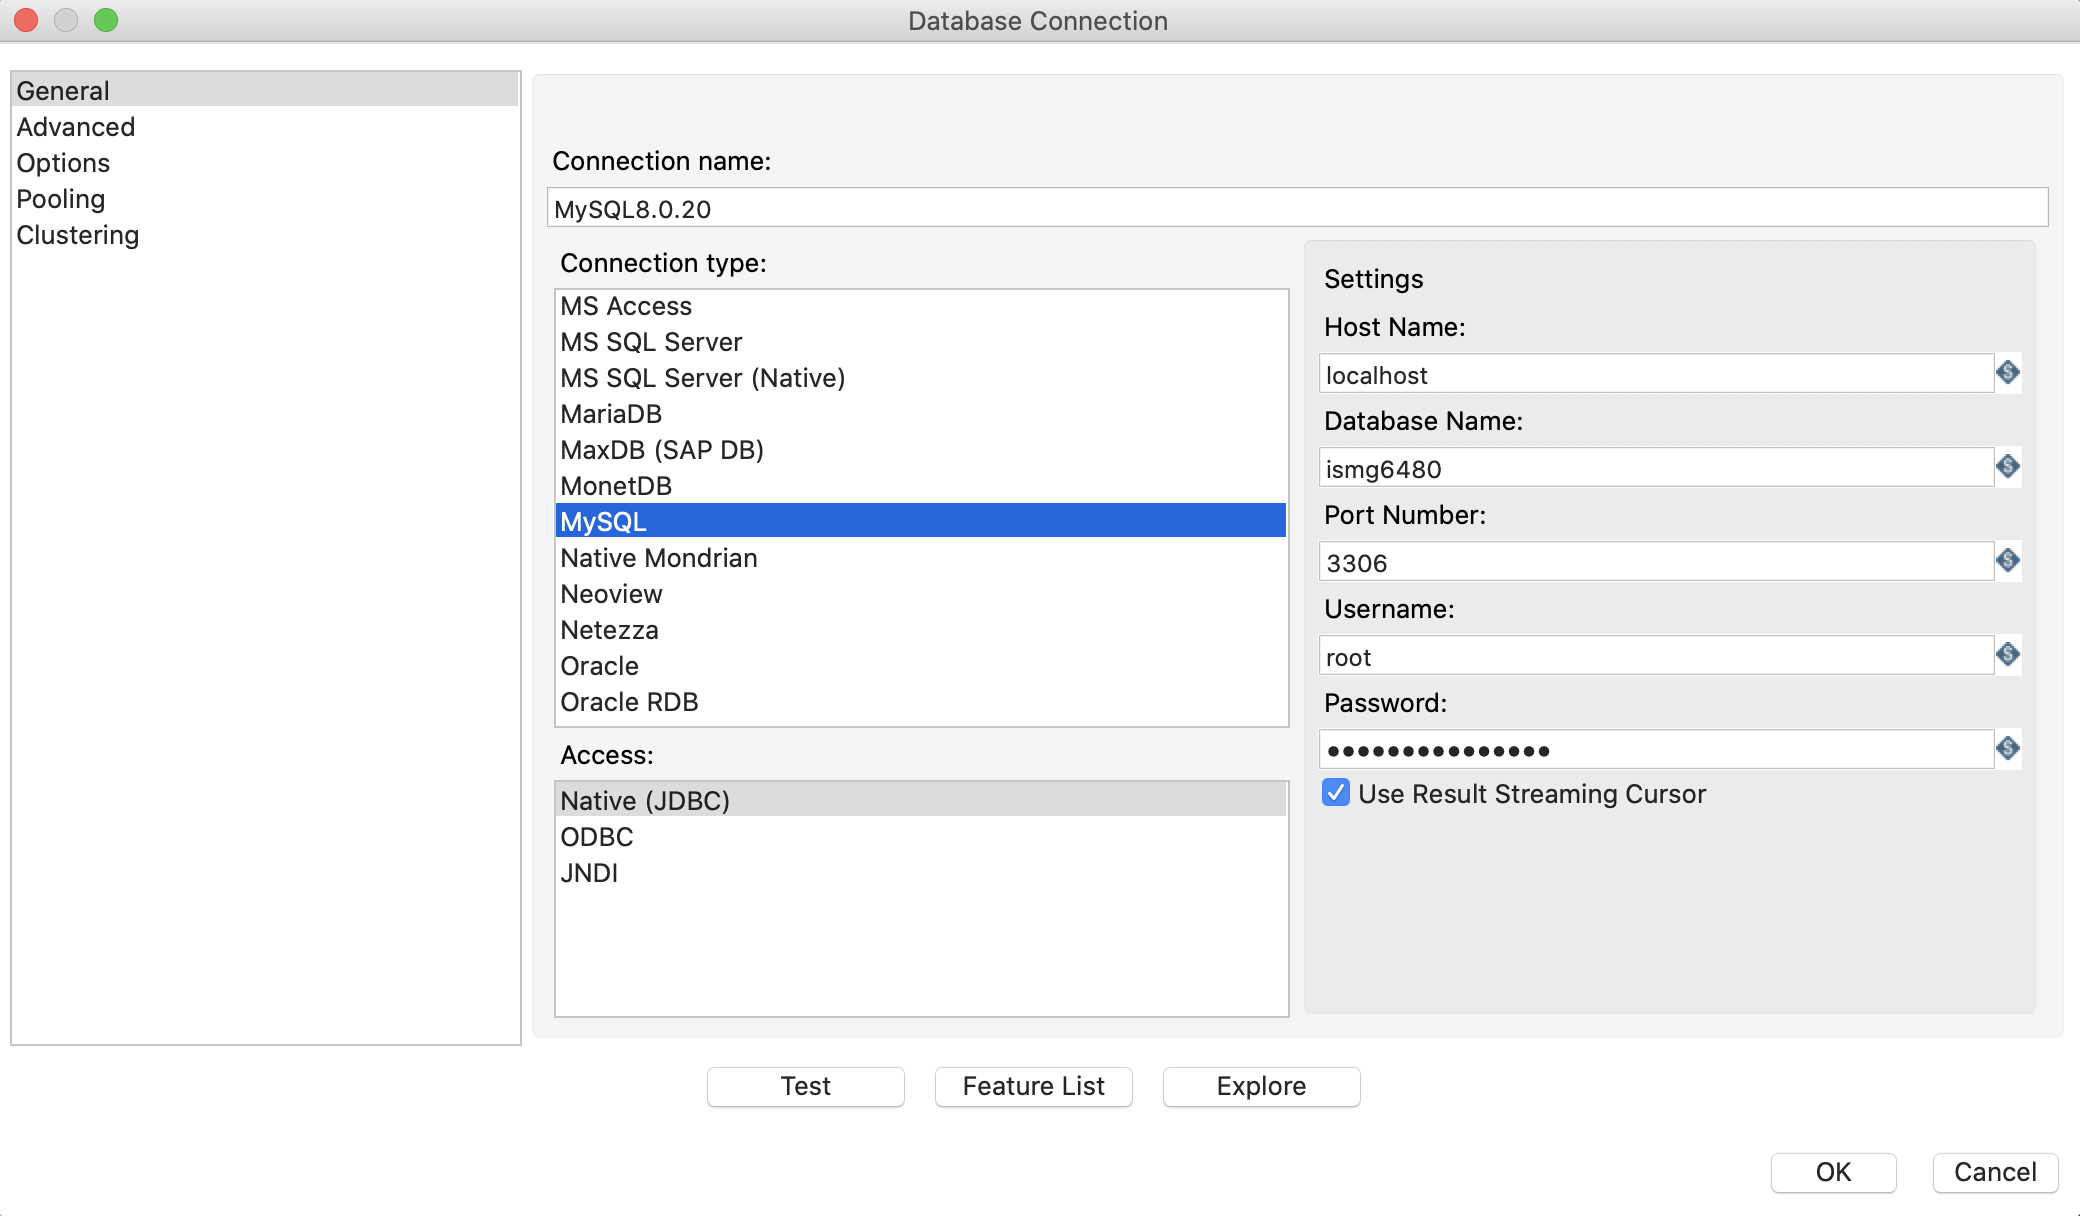 Database Connection
General
Advanced
Options
Pooling
Clustering
Connection name:
MySQL8.0.20
Connection type:
MS Access
MS SQL Server
MS SQL Server (Native)
MariaDB
MaxDB (SAP DB)
MonetDB
MySQL
Native Mondrian
Neoview
Netezza
Oracle
Oracle RDB
Access:
Native (JDBC)
ODBC
JNDI
Settings
Host Name:
localhost
Database Name:
ismg6480
Port Number:
3306
Username:
root
Password:
•••••••••••••••
Use Result Streaming Cursor
Test
Feature List
Explore
OK
Cancel